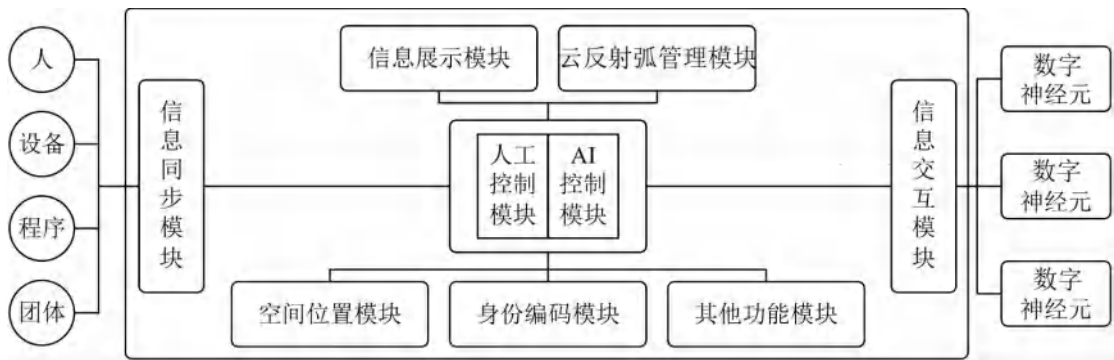 人
设备
程序
团体
信
息
同
步
模
块
信息展示模块
云反射弧管理模块
人工
控制
模块
AI
控制
模块
空间位置模块
身份编码模块
其他功能模块
信
息
交
互
模
块
数字
神经元
数字
神经元
数字
神经元